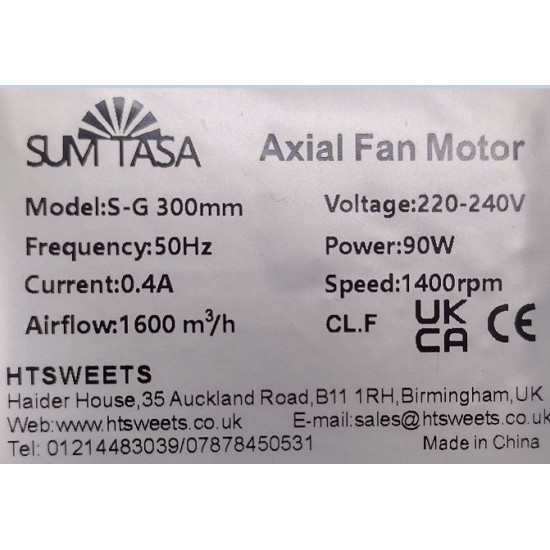 SUMTASA
Axial Fan Motor
Model:S-G 300mm
Voltage:220-240V
Frequency:50Hz
Power:90W
Current:0.4A
Speed:1400rpm
Airflow:1600 m³/h
CL.F
UK
CA
CE
HTSWEETS
Haider House,35 Auckland Road,B11 1RH,Birmingham,UK
Web:www.htsweets.co.uk
E-mail:sales@htsweets.co.uk
Tel: 01214483039/07878450531
Made in China